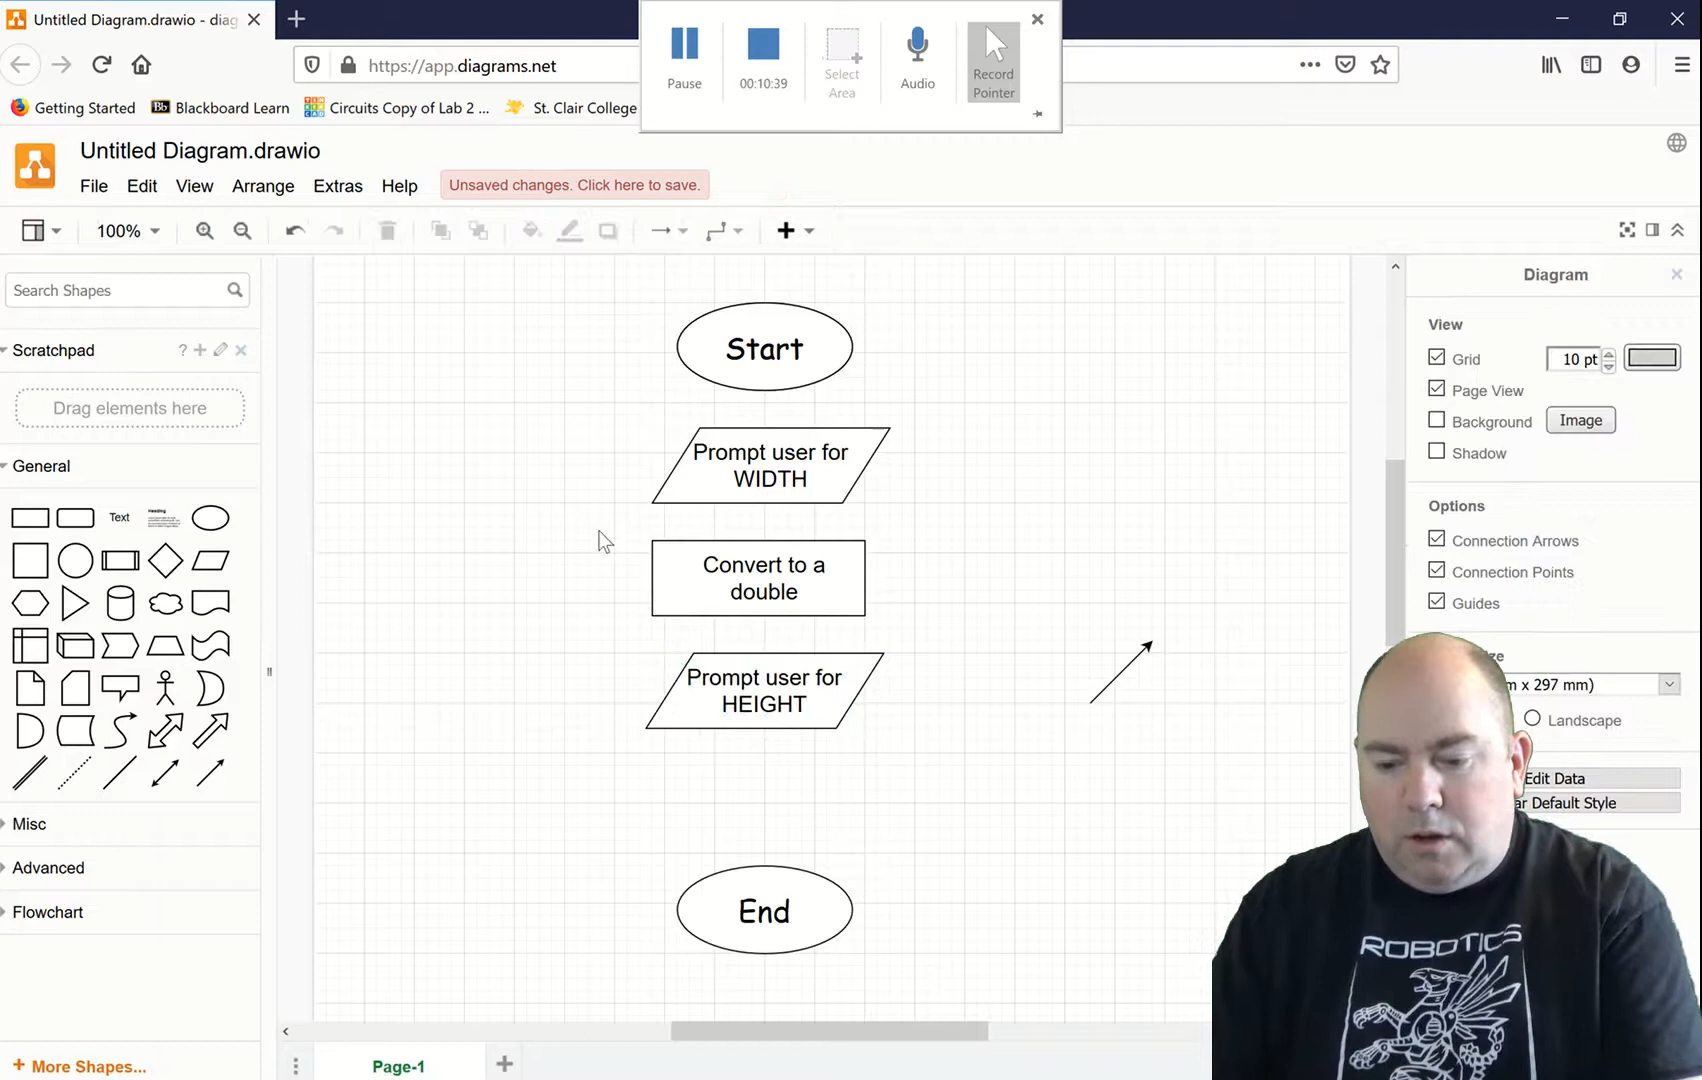 Untitled Diagram.drawio - diag
Pause
00:10:39
Select
Area
Audio
Record
Pointer
https://app.diagrams.net
Getting Started
Bb
Blackboard Learn
Circuits Copy of Lab 2 ...
St. Clair College
Untitled Diagram.drawio
File
Edit
View
Arrange
Extras
Help
Unsaved changes. Click here to save.
100%
Search Shapes
Scratchpad
?
Drag elements here
General
Text
Heading
Misc
Advanced
Flowchart
+ More Shapes...
Start
Prompt user for
WIDTH
Convert to a
double
Prompt user for
HEIGHT
End
Page-1
Diagram
View
Grid
10 pt
Page View
Background
Image
Shadow
Options
Connection Arrows
Connection Points
Guides
x 297 mm)
Landscape
Edit Data
Default Style
ROBOTICS